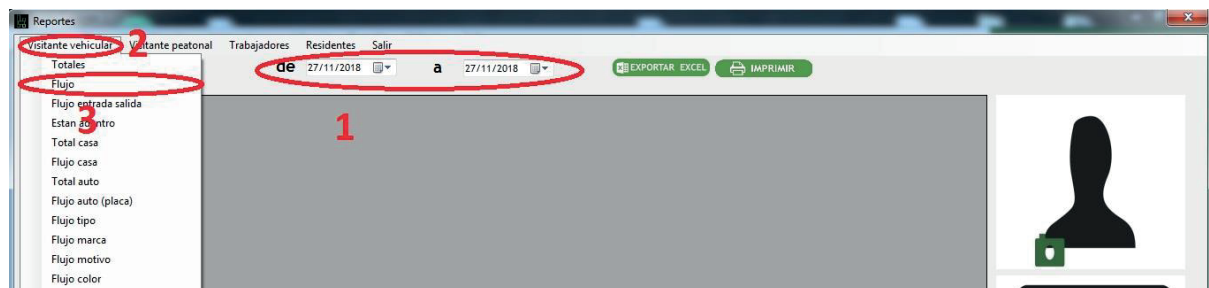 Reportes
Visitante vehicular Visitante peatonal Trabajadores Residentes Salir
2
de 27/11/2018 a 27/11/2018 EXPORTAR EXCEL IMPRIMIR
Totales
Flujo
Flujo entrada salida
3
1
Estan adentro
Total casa
Flujo casa
Total auto
Flujo auto (placa)
Flujo tipo
Flujo marca
Flujo motivo
Flujo color